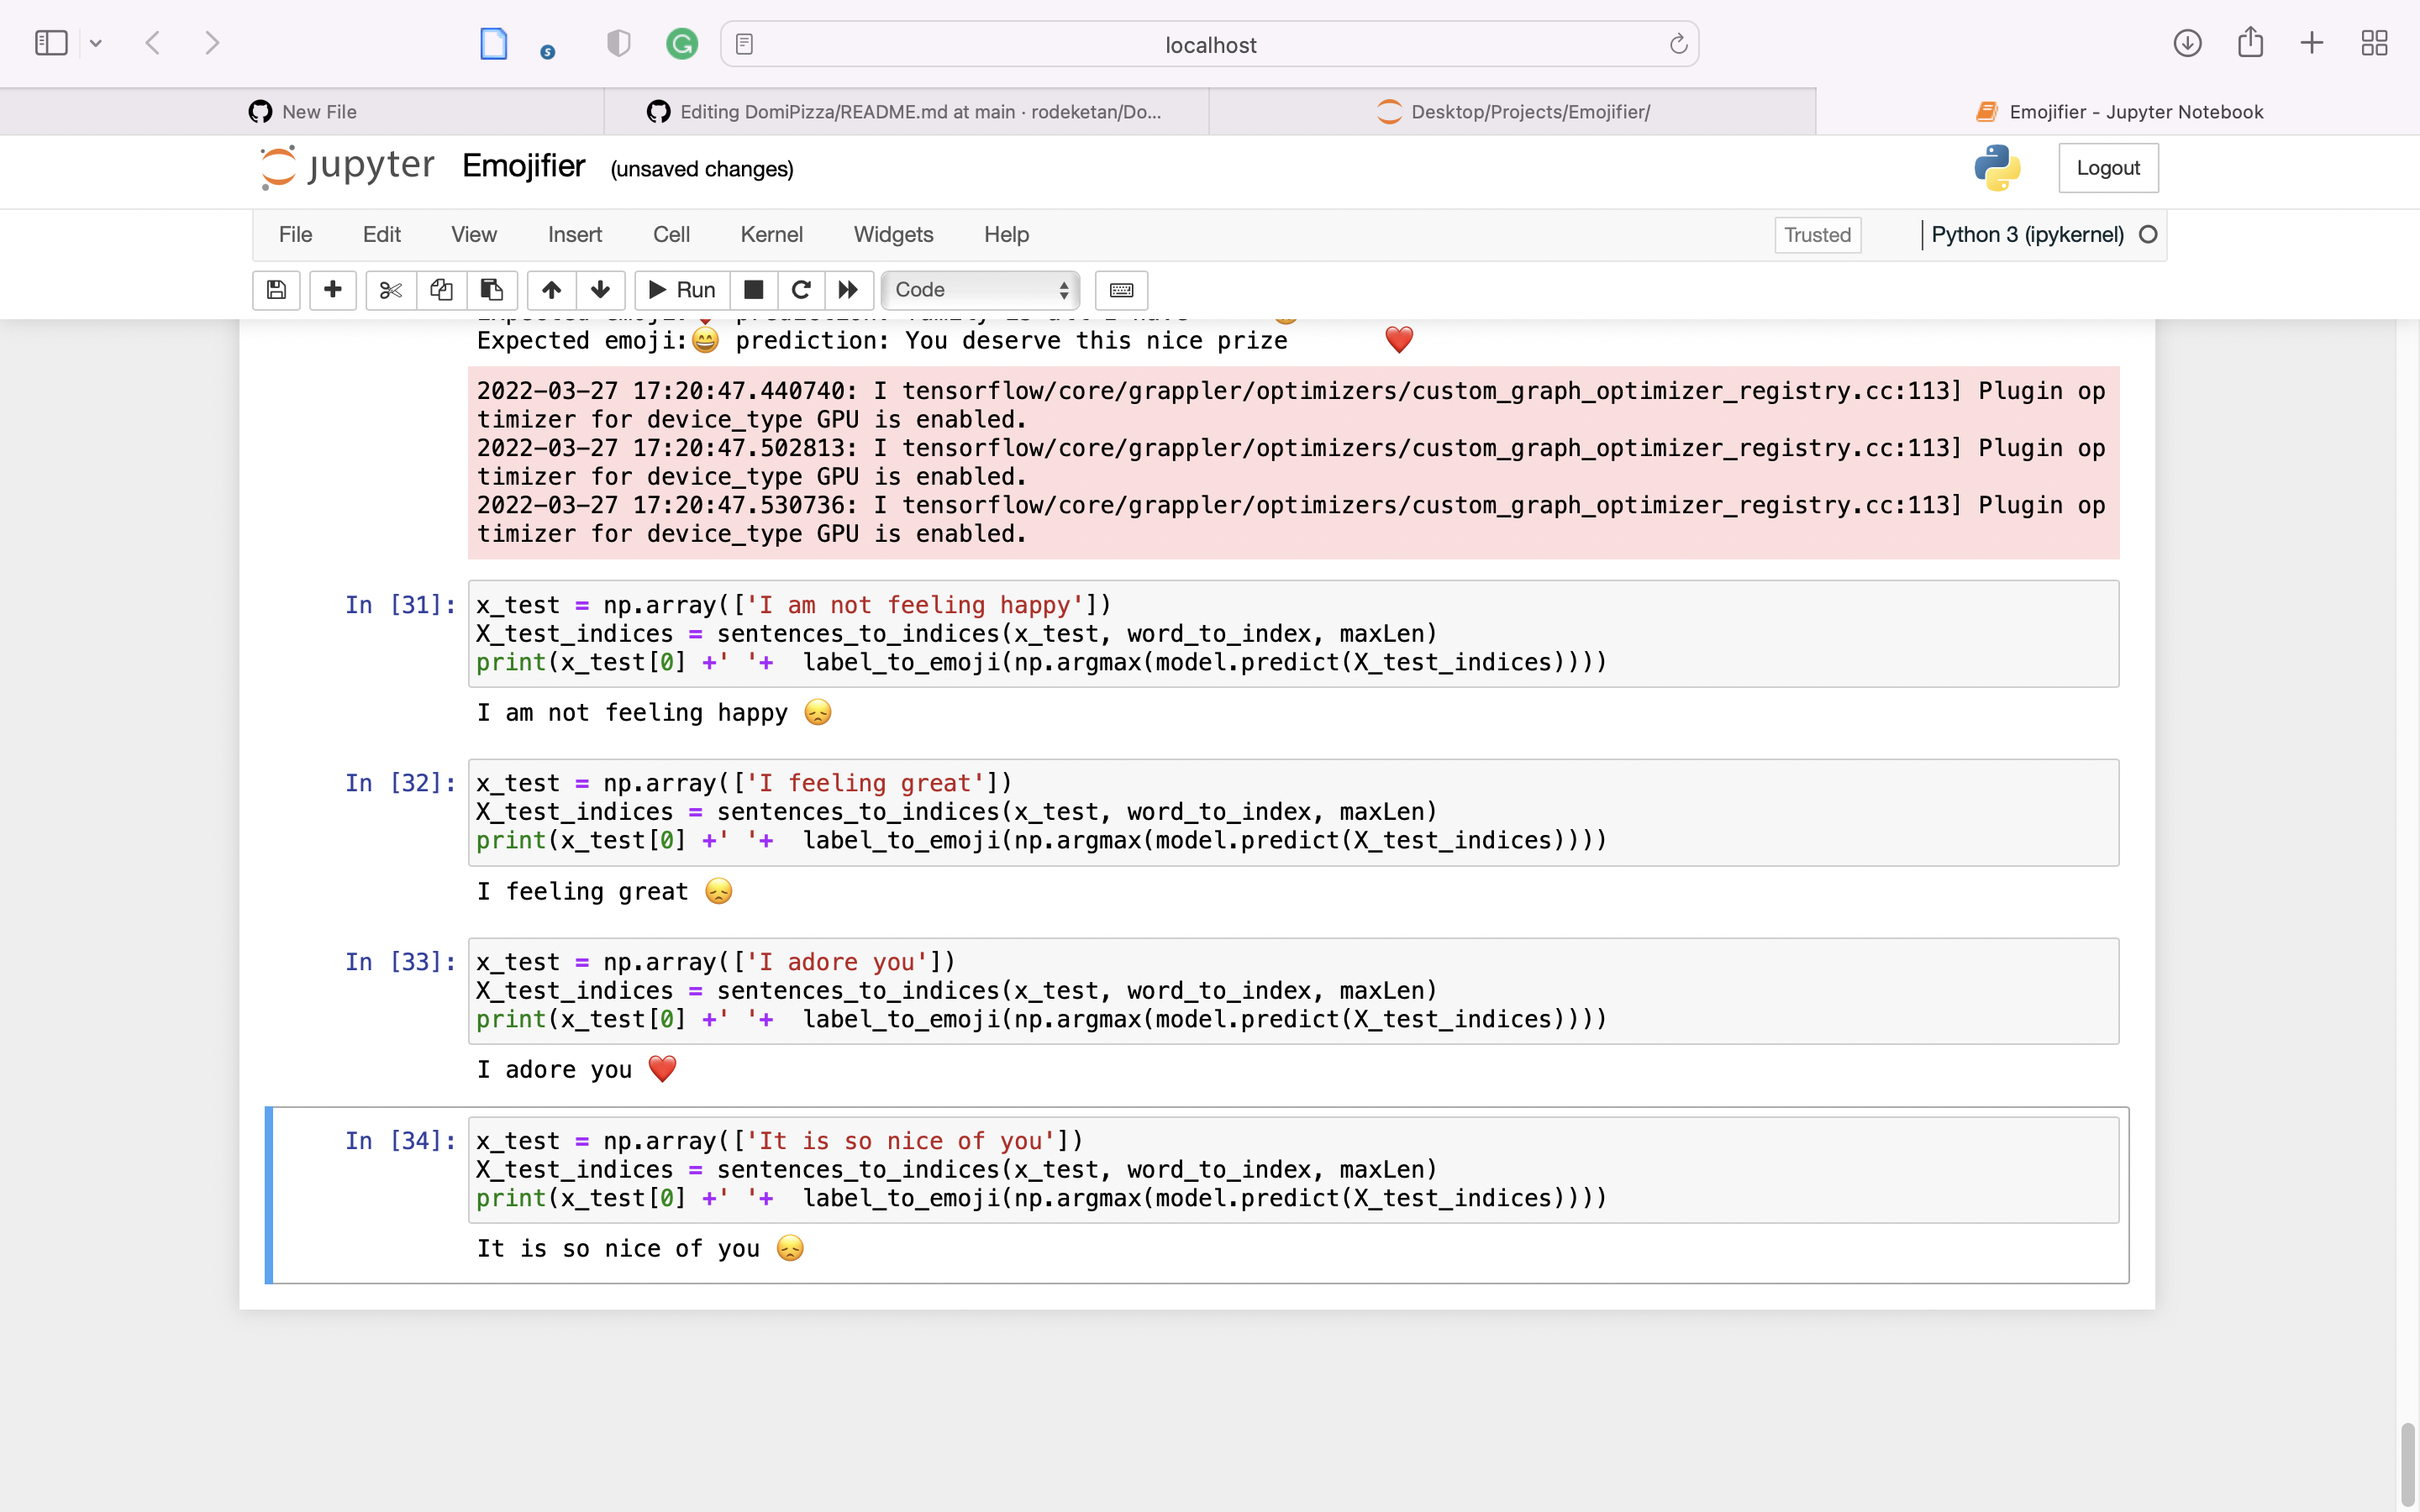 localhost
New File
Editing DomiPizza/README.md at main · rodeketan/Do...
Desktop/Projects/Emojifier/
Emojifier - Jupyter Notebook
jupyter Emojifier (unsaved changes)
Logout
File Edit View Insert Cell Kernel Widgets Help
Trusted
Python 3 (ipykernel)
Run
Code
Expected emoji:😄 prediction: You deserve this nice prize ❤️
2022-03-27 17:20:47.440740: I tensorflow/core/grappler/optimizers/custom_graph_optimizer_registry.cc:113] Plugin op
timizer for device_type GPU is enabled.
2022-03-27 17:20:47.502813: I tensorflow/core/grappler/optimizers/custom_graph_optimizer_registry.cc:113] Plugin op
timizer for device_type GPU is enabled.
2022-03-27 17:20:47.530736: I tensorflow/core/grappler/optimizers/custom_graph_optimizer_registry.cc:113] Plugin op
timizer for device_type GPU is enabled.
In [31]: x_test = np.array(['I am not feeling happy'])
X_test_indices = sentences_to_indices(x_test, word_to_index, maxLen)
print(x_test[0] +' '+  label_to_emoji(np.argmax(model.predict(X_test_indices))))
I am not feeling happy 😞
In [32]: x_test = np.array(['I feeling great'])
X_test_indices = sentences_to_indices(x_test, word_to_index, maxLen)
print(x_test[0] +' '+  label_to_emoji(np.argmax(model.predict(X_test_indices))))
I feeling great 😞
In [33]: x_test = np.array(['I adore you'])
X_test_indices = sentences_to_indices(x_test, word_to_index, maxLen)
print(x_test[0] +' '+  label_to_emoji(np.argmax(model.predict(X_test_indices))))
I adore you ❤️
In [34]: x_test = np.array(['It is so nice of you'])
X_test_indices = sentences_to_indices(x_test, word_to_index, maxLen)
print(x_test[0] +' '+  label_to_emoji(np.argmax(model.predict(X_test_indices))))
It is so nice of you 😞